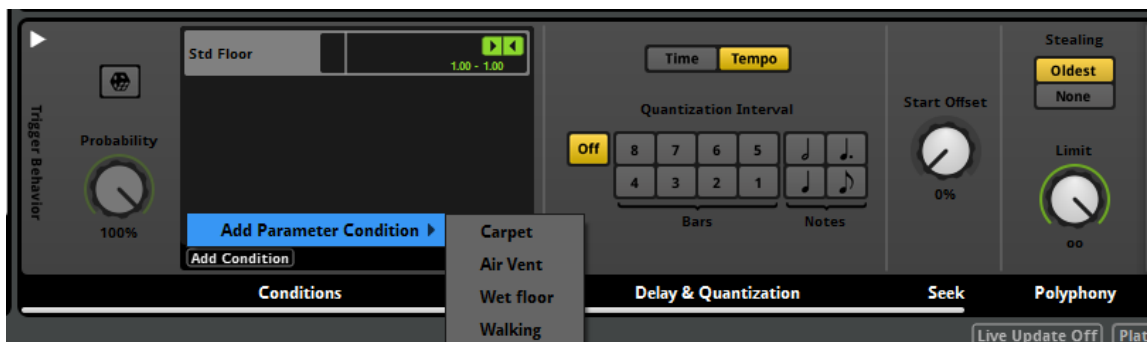 Trigger Behavior
Probability
100%
Std Floor
1.00 - 1.00
Add Parameter Condition
Add Condition
Carpet
Air Vent
Wet floor
Walking
Time Tempo
Quantization Interval
Off 8 7 6 5
4 3 2 1
Bars Notes
Start Offset
0%
Stealing
Oldest
None
Limit
∞
Conditions Delay & Quantization Seek Polyphony
Live Update Off Plat